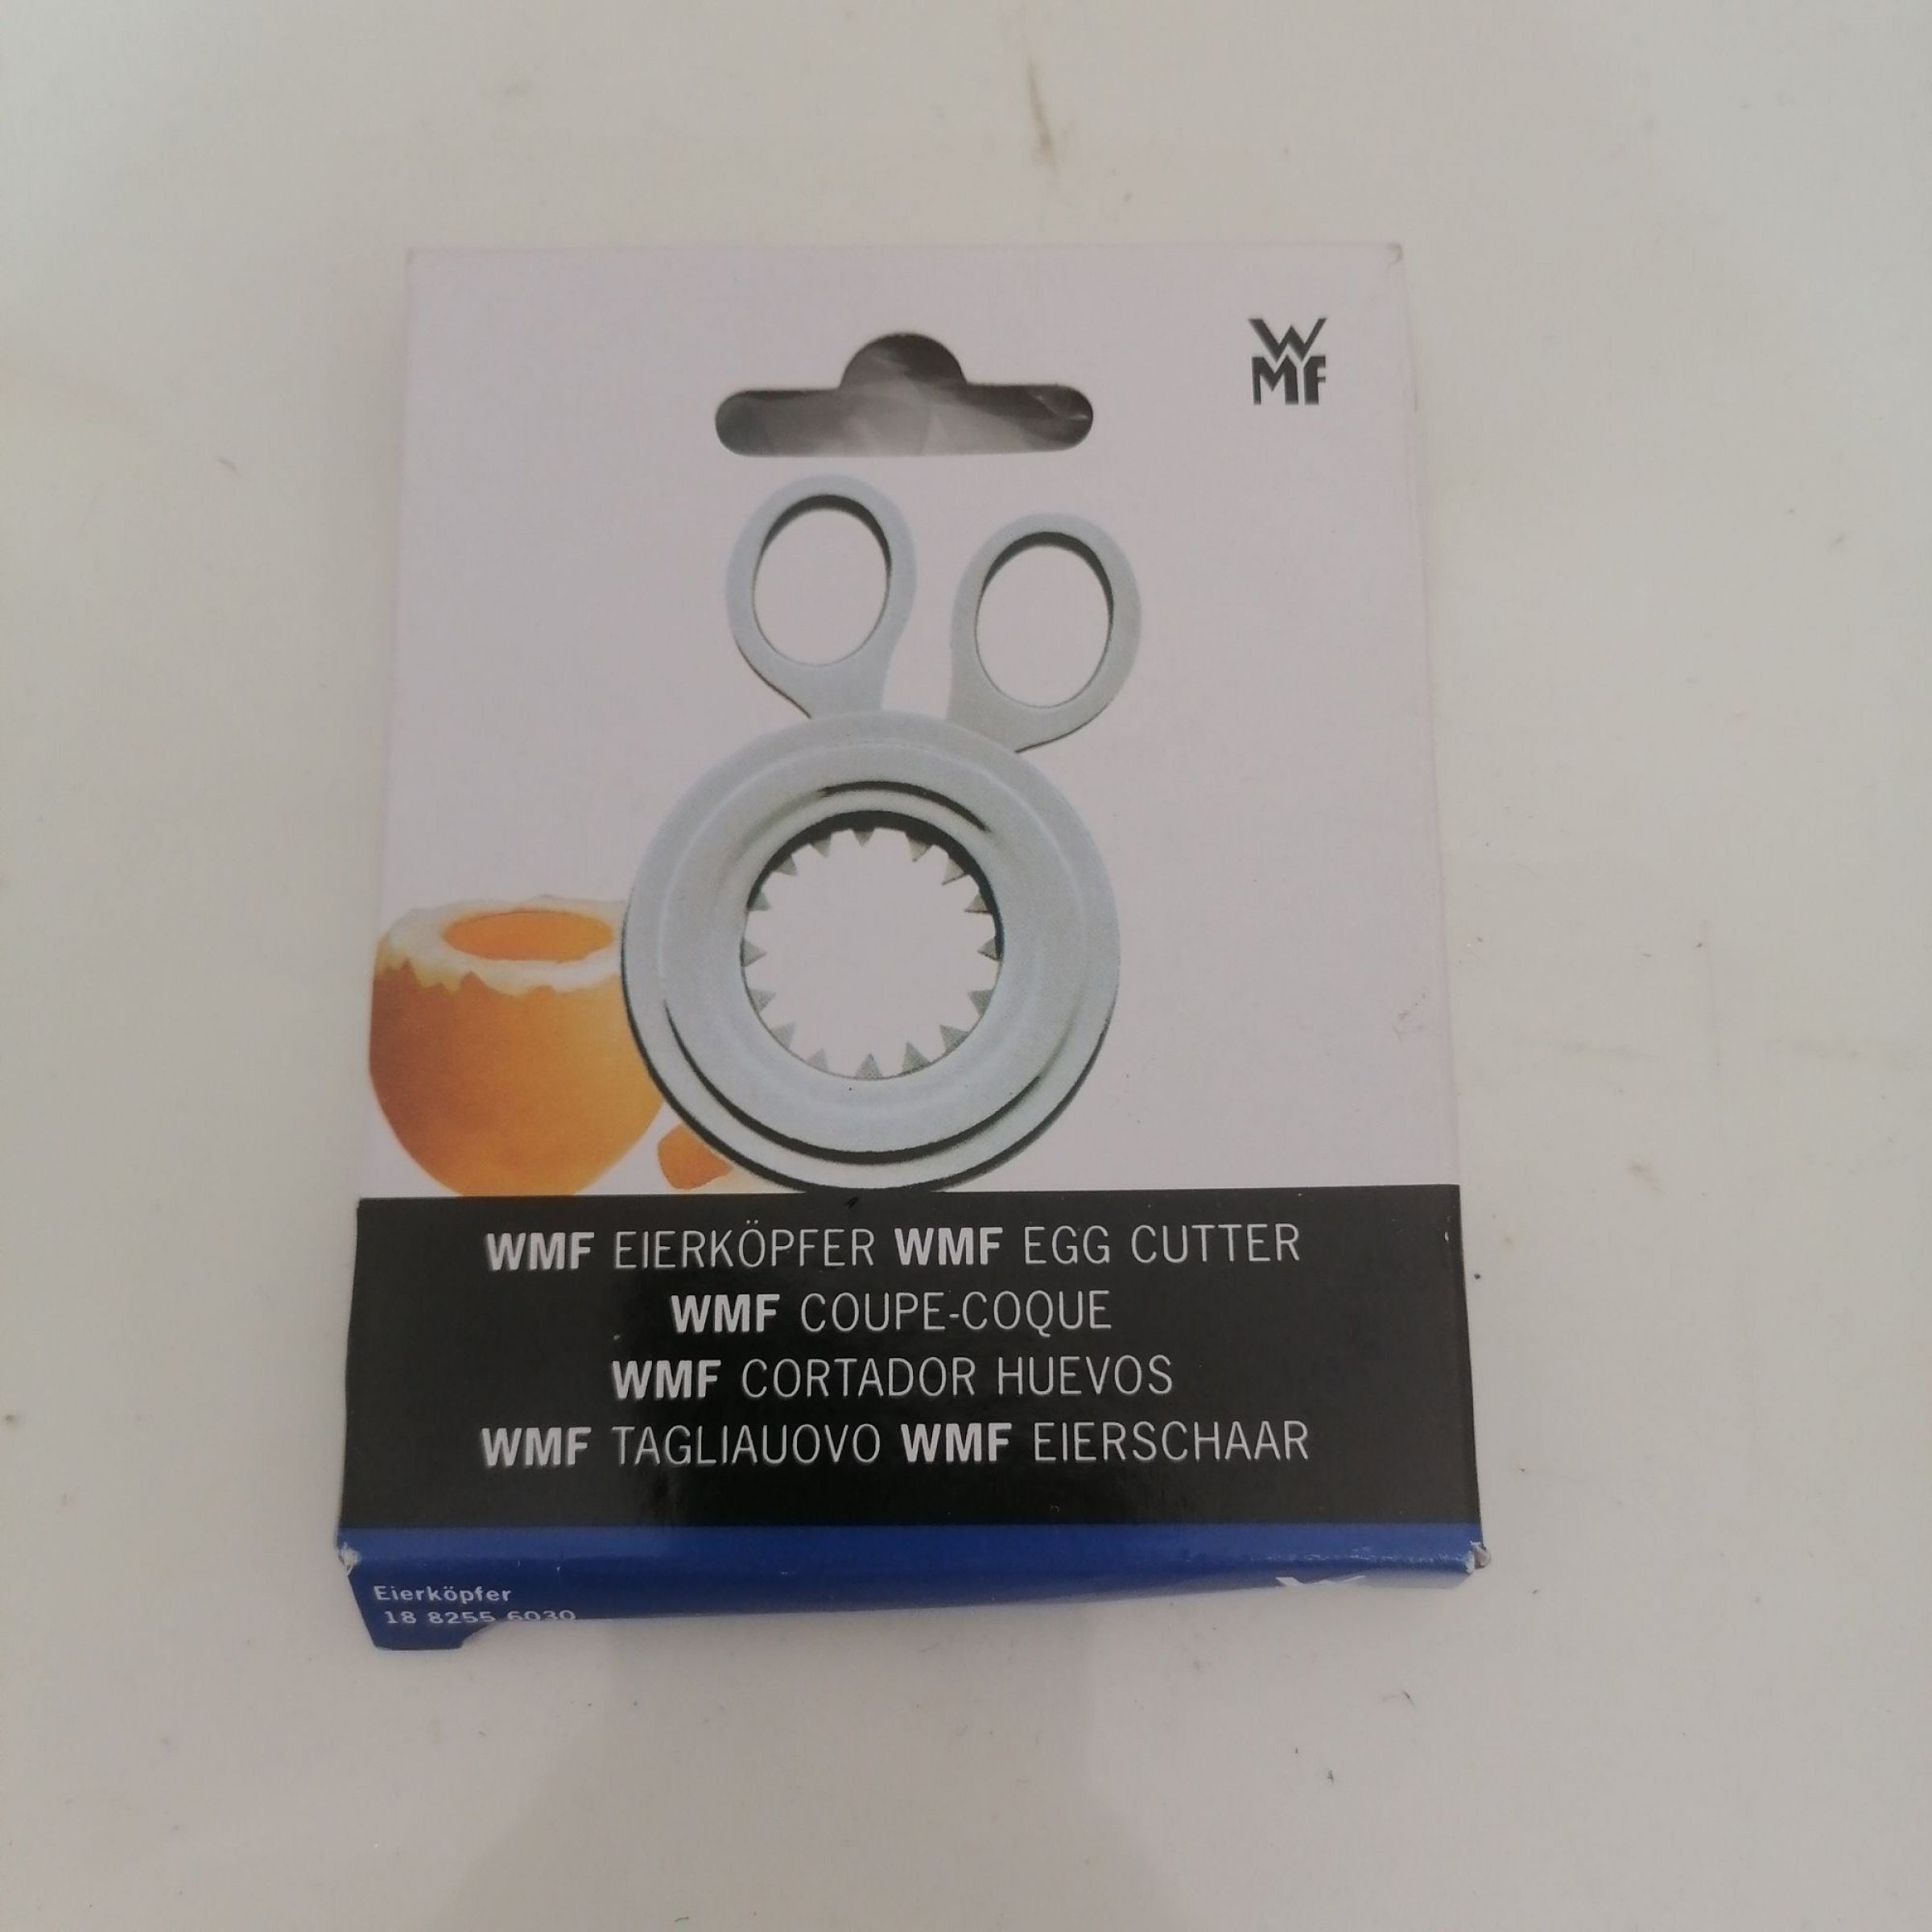 WMF
WMF EIERKÖPFER WMF EGG CUTTER
WMF COUPE-COQUE
WMF CORTADOR HUEVOS
WMF TAGLIAUOVO WMF EIERSCHAAR
Eierköpfer
18 8255 6030